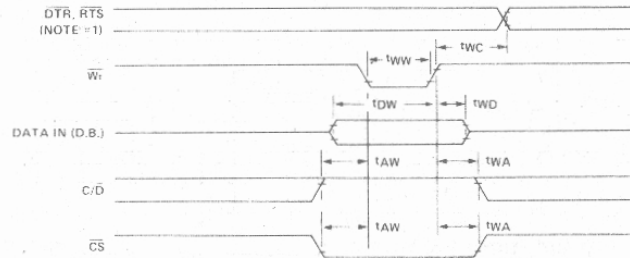 DTR, RTS
(NOTE =1)
tWC
tWW
WR
tDW
tWD
DATA IN (D.B.)
tAW
tWA
C/D
tAW
tWA
CS